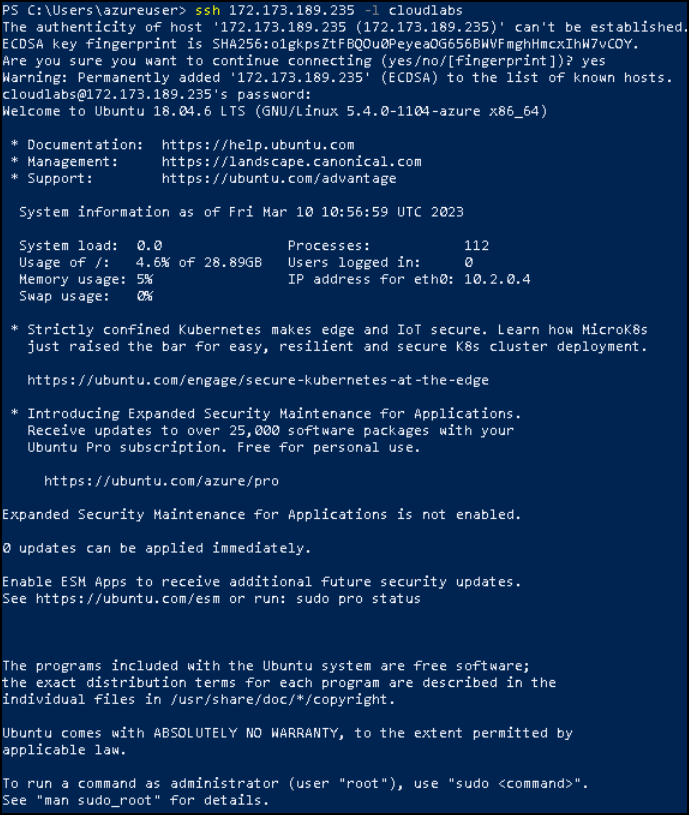 PS C:\Users\azureuser> ssh 172.173.189.235 -l cloudlabs
The authenticity of host '172.173.189.235 (172.173.189.235)' can't be established.
ECDSA key fingerprint is SHA256:o1gkpsZtFBQOu0PeyeaOG656BWVFmghHmcxIhW7vCOY.
Are you sure you want to continue connecting (yes/no/[fingerprint])? yes
Warning: Permanently added '172.173.189.235' (ECDSA) to the list of known hosts.
cloudlabs@172.173.189.235's password:
Welcome to Ubuntu 18.04.6 LTS (GNU/Linux 5.4.0-1104-azure x86_64)
* Documentation:  https://help.ubuntu.com
* Management:     https://landscape.canonical.com
* Support:        https://ubuntu.com/advantage
System information as of Fri Mar 10 10:56:59 UTC 2023
System load:  0.0               Processes:           112
Usage of /:   4.6% of 28.89GB   Users logged in:     0
Memory usage: 5%                IP address for eth0: 10.2.0.4
Swap usage:   0%
* Strictly confined Kubernetes makes edge and IoT secure. Learn how MicroK8s
just raised the bar for easy, resilient and secure K8s cluster deployment.
https://ubuntu.com/engage/secure-kubernetes-at-the-edge
* Introducing Expanded Security Maintenance for Applications.
Receive updates to over 25,000 software packages with your
Ubuntu Pro subscription. Free for personal use.
https://ubuntu.com/azure/pro
Expanded Security Maintenance for Applications is not enabled.
0 updates can be applied immediately.
Enable ESM Apps to receive additional future security updates.
See https://ubuntu.com/esm or run: sudo pro status
The programs included with the Ubuntu system are free software;
the exact distribution terms for each program are described in the
individual files in /usr/share/doc/*/copyright.
Ubuntu comes with ABSOLUTELY NO WARRANTY, to the extent permitted by
applicable law.
To run a command as administrator (user "root"), use "sudo <command>".
See "man sudo_root" for details.